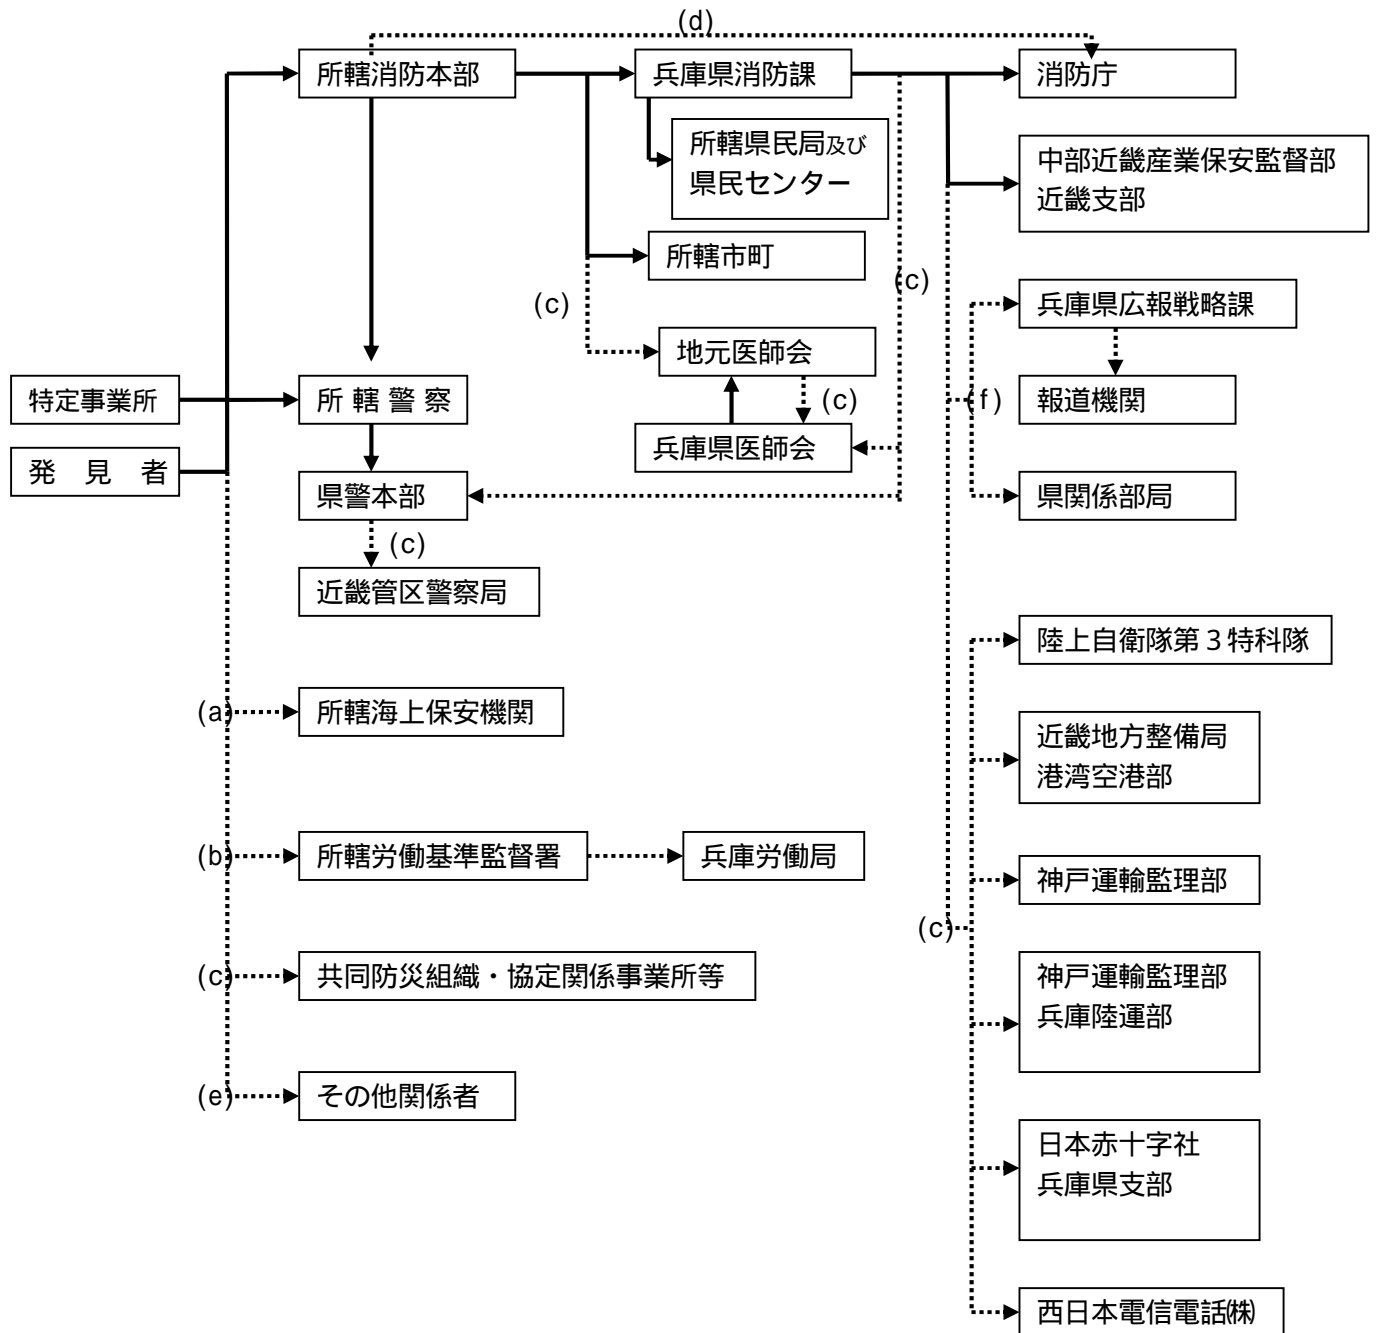 (d)
所轄消防本部
兵庫県消防課
消防庁
所轄県民局及び
県民センター
中部近畿産業保安監督部
近畿支部
所轄市町
(c)
(c)
兵庫県広報戦略課
地元医師会
特定事業所
所 轄 警 察
(c)
(f)
報道機関
発 見 者
兵庫県医師会
県警本部
県関係部局
(c)
近畿管区警察局
陸上自衛隊第3特科隊
(a)
所轄海上保安機関
近畿地方整備局
港湾空港部
(b)
所轄労働基準監督署
兵庫労働局
神戸運輸監理部
(c)
(c)
共同防災組織・協定関係事業所等
神戸運輸監理部
兵庫陸運部
(e)
その他関係者
日本赤十字社
兵庫県支部
西日本電信電話㈱